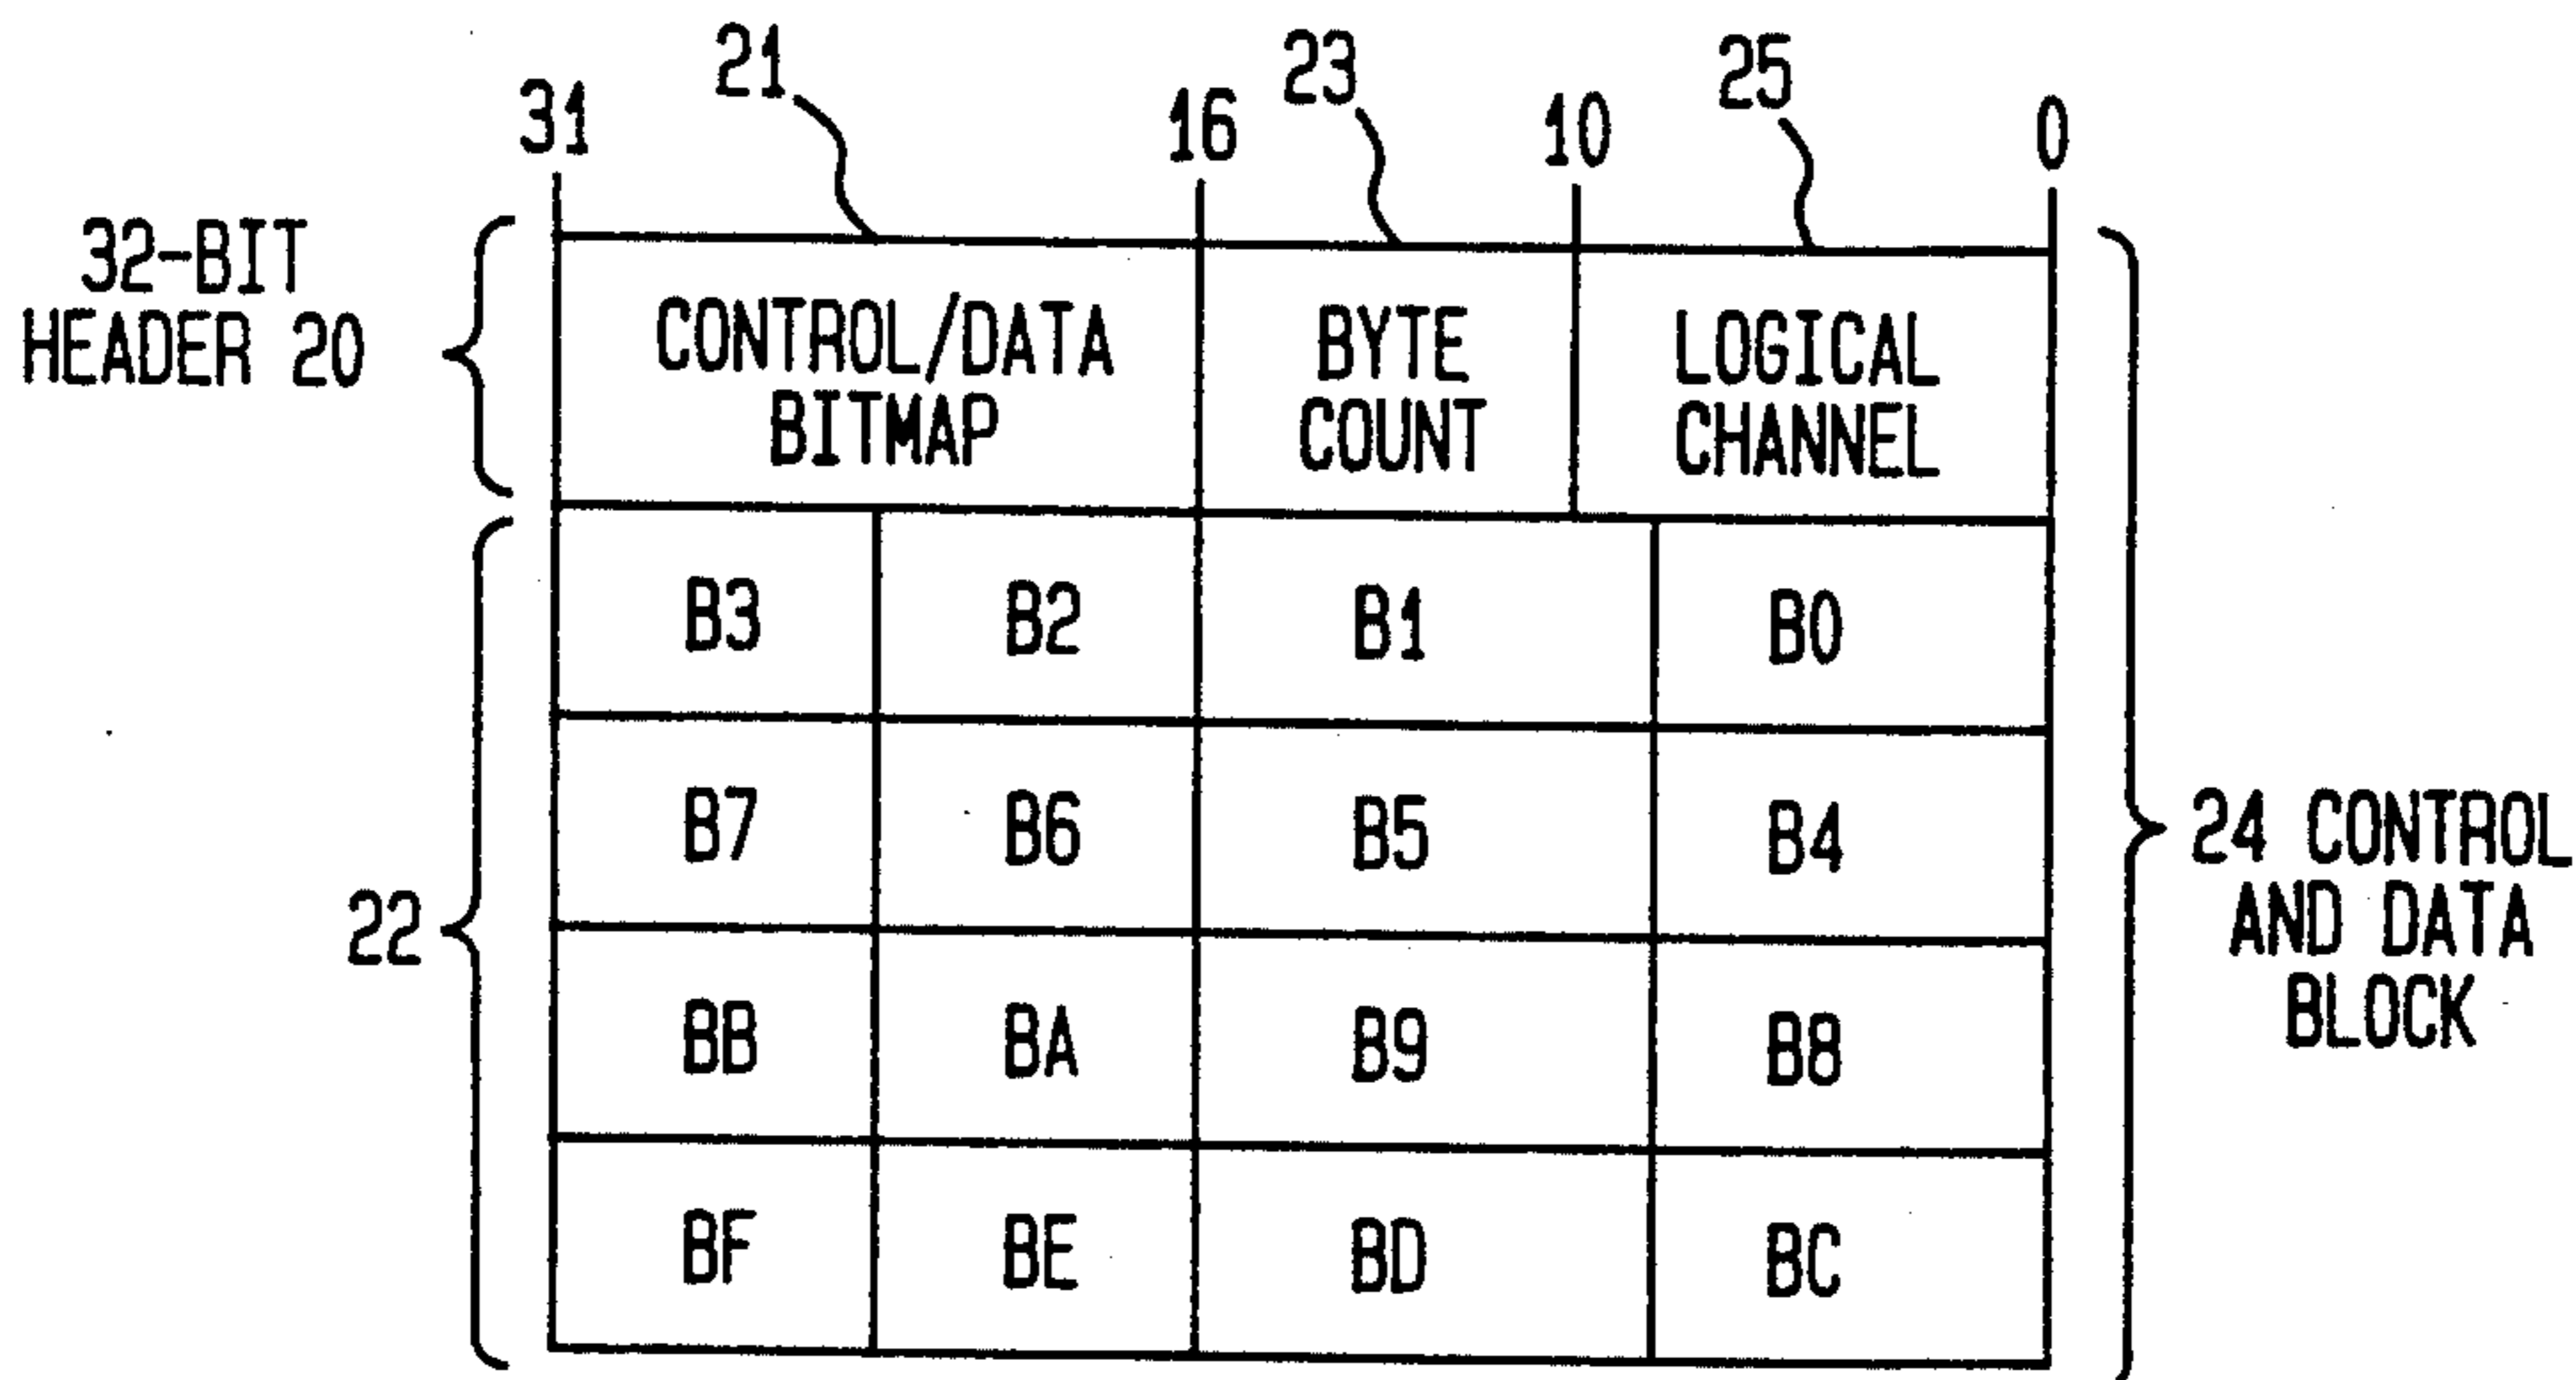 21 23 25
31 16 10 0
32-BIT
HEADER 20
CONTROL/DATA
BITMAP
BYTE
COUNT
LOGICAL
CHANNEL
B3 B2 B1 B0
B7 B6 B5 B4
22
24 CONTROL
AND DATA
BLOCK
BB BA B9 B8
BF BE BD BC